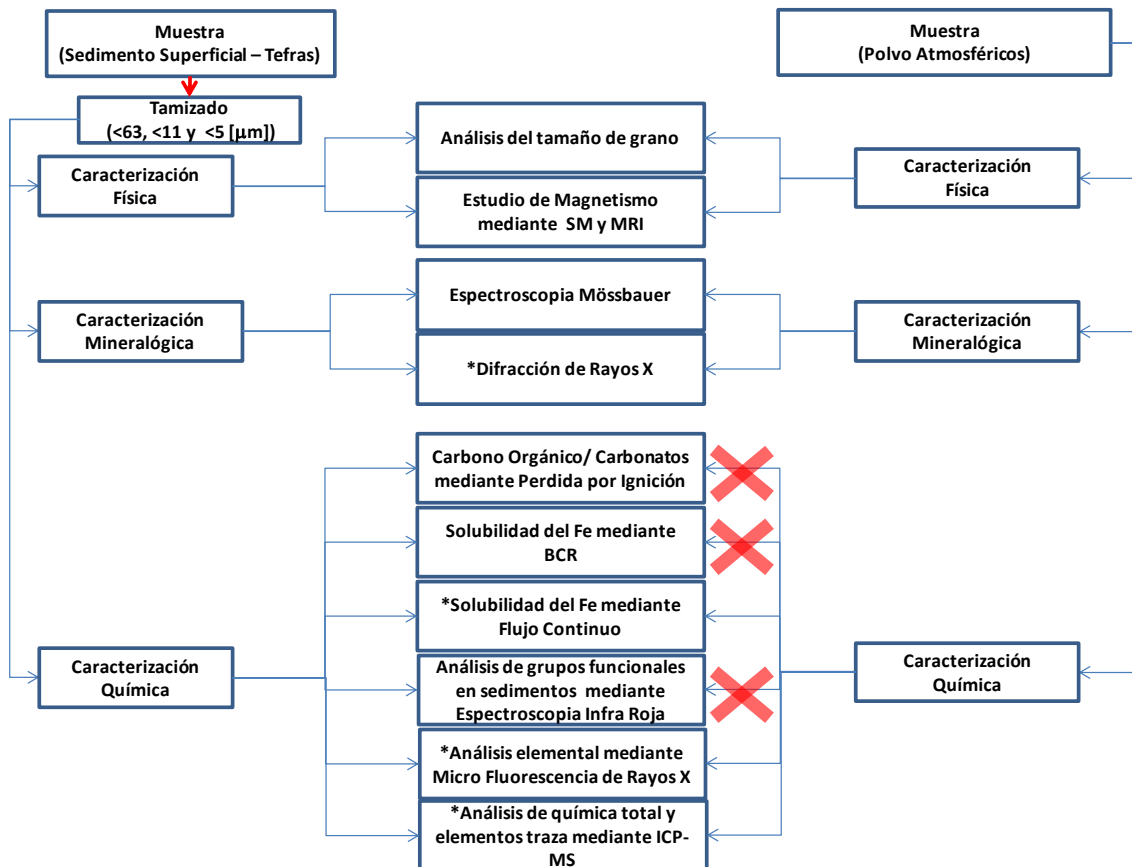 Muestra
(Sedimento Superficial – Tefras)
Muestra
(Polvo Atmosféricos)
Tamizado
(<63, <11 y <5 [μm])
Caracterización
Física
Análisis del tamaño de grano
Estudio de Magnetismo
mediante SM y MRI
Caracterización
Física
Caracterización
Mineralógica
Espectroscopia Mössbauer
*Difracción de Rayos X
Caracterización
Mineralógica
Carbono Orgánico/ Carbonatos
mediante Perdida por Ignición
Solubilidad del Fe mediante
BCR
*Solubilidad del Fe mediante
Flujo Continuo
Caracterización
Química
Análisis de grupos funcionales
en sedimentos mediante
Espectroscopia Infra Roja
Caracterización
Química
*Análisis elemental mediante
Micro Fluorescencia de Rayos X
*Análisis de química total y
elementos traza mediante ICP-
MS